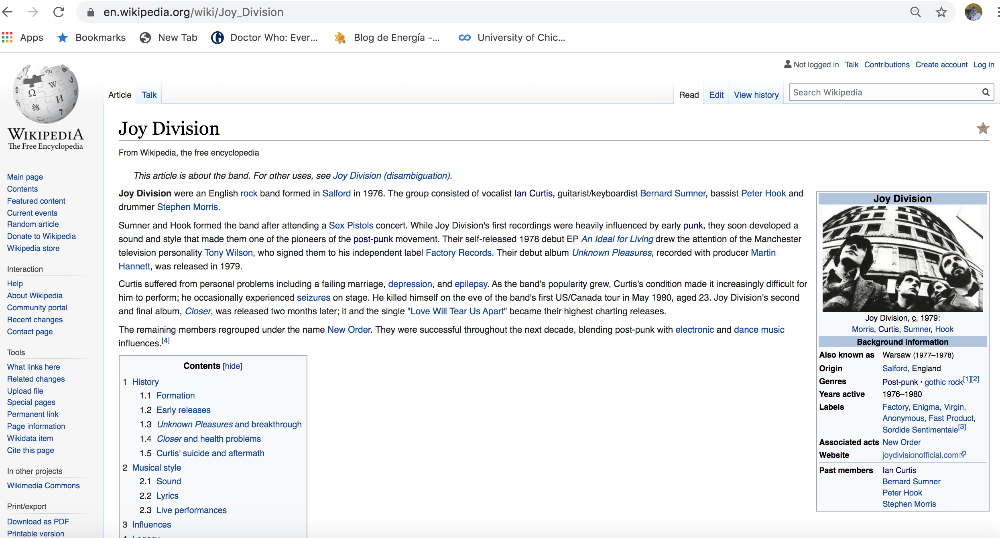 en.wikipedia.org/wiki/Joy_Division
Apps Bookmarks New Tab Doctor Who: Ever... Blog de Energía -... University of Chic...
Not logged in Talk Contributions Create account Log in
Article Talk
Read Edit View history Search Wikipedia
WIKIPEDIA
The Free Encyclopedia
Main page
Contents
Featured content
Current events
Random article
Donate to Wikipedia
Wikipedia store
Interaction
Help
About Wikipedia
Community portal
Recent changes
Contact page
Tools
What links here
Related changes
Upload file
Special pages
Permanent link
Page information
Wikidata item
Cite this page
In other projects
Wikimedia Commons
Print/export
Download as PDF
Printable version
Joy Division
From Wikipedia, the free encyclopedia
This article is about the band. For other uses, see Joy Division (disambiguation).
Joy Division were an English rock band formed in Salford in 1976. The group consisted of vocalist Ian Curtis, guitarist/keyboardist Bernard Sumner, bassist Peter Hook and
drummer Stephen Morris.
Sumner and Hook formed the band after attending a Sex Pistols concert. While Joy Division's first recordings were heavily influenced by early punk, they soon developed a
sound and style that made them one of the pioneers of the post-punk movement. Their self-released 1978 debut EP An Ideal for Living drew the attention of the Manchester
television personality Tony Wilson, who signed them to his independent label Factory Records. Their debut album Unknown Pleasures, recorded with producer Martin
Hannett, was released in 1979.
Curtis suffered from personal problems including a failing marriage, depression, and epilepsy. As the band's popularity grew, Curtis's condition made it increasingly difficult for
him to perform; he occasionally experienced seizures on stage. He killed himself on the eve of the band's first US/Canada tour in May 1980, aged 23. Joy Division's second
and final album, Closer, was released two months later; it and the single "Love Will Tear Us Apart" became their highest charting releases.
The remaining members regrouped under the name New Order. They were successful throughout the next decade, blending post-punk with electronic and dance music
influences.[4]
Contents [hide]
1 History
1.1 Formation
1.2 Early releases
1.3 Unknown Pleasures and breakthrough
1.4 Closer and health problems
1.5 Curtis' suicide and aftermath
2 Musical style
2.1 Sound
2.2 Lyrics
2.3 Live performances
3 Influences
4 Legacy
Joy Division
Joy Division, c. 1979:
Morris, Curtis, Sumner, Hook
Background information
Also known as Warsaw (1977–1978)
Origin Salford, England
Genres Post-punk • gothic rock[1][2]
Years active 1976–1980
Labels Factory, Enigma, Virgin,
Anonymous, Fast Product,
Sordide Sentimentale[3]
Associated acts New Order
Website joydivisionofficial.com
Past members Ian Curtis
Bernard Sumner
Peter Hook
Stephen Morris